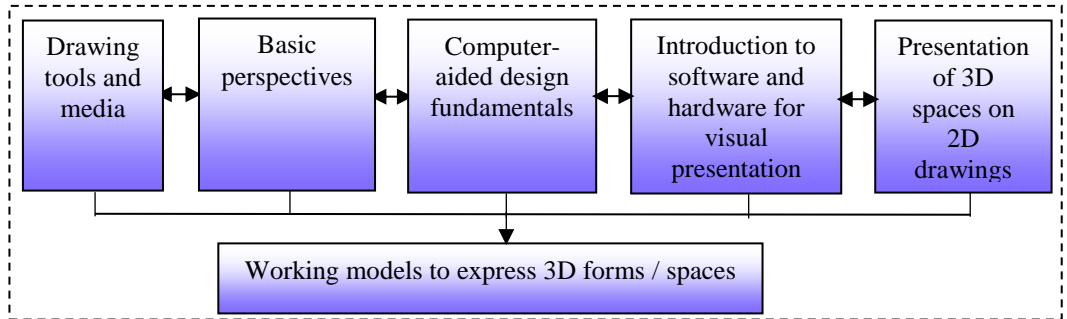 Drawing
tools and
media
Basic
perspectives
Computer-
aided design
fundamentals
Introduction to
software and
hardware for
visual
presentation
Presentation
of 3D
spaces on
2D
drawings
Working models to express 3D forms / spaces